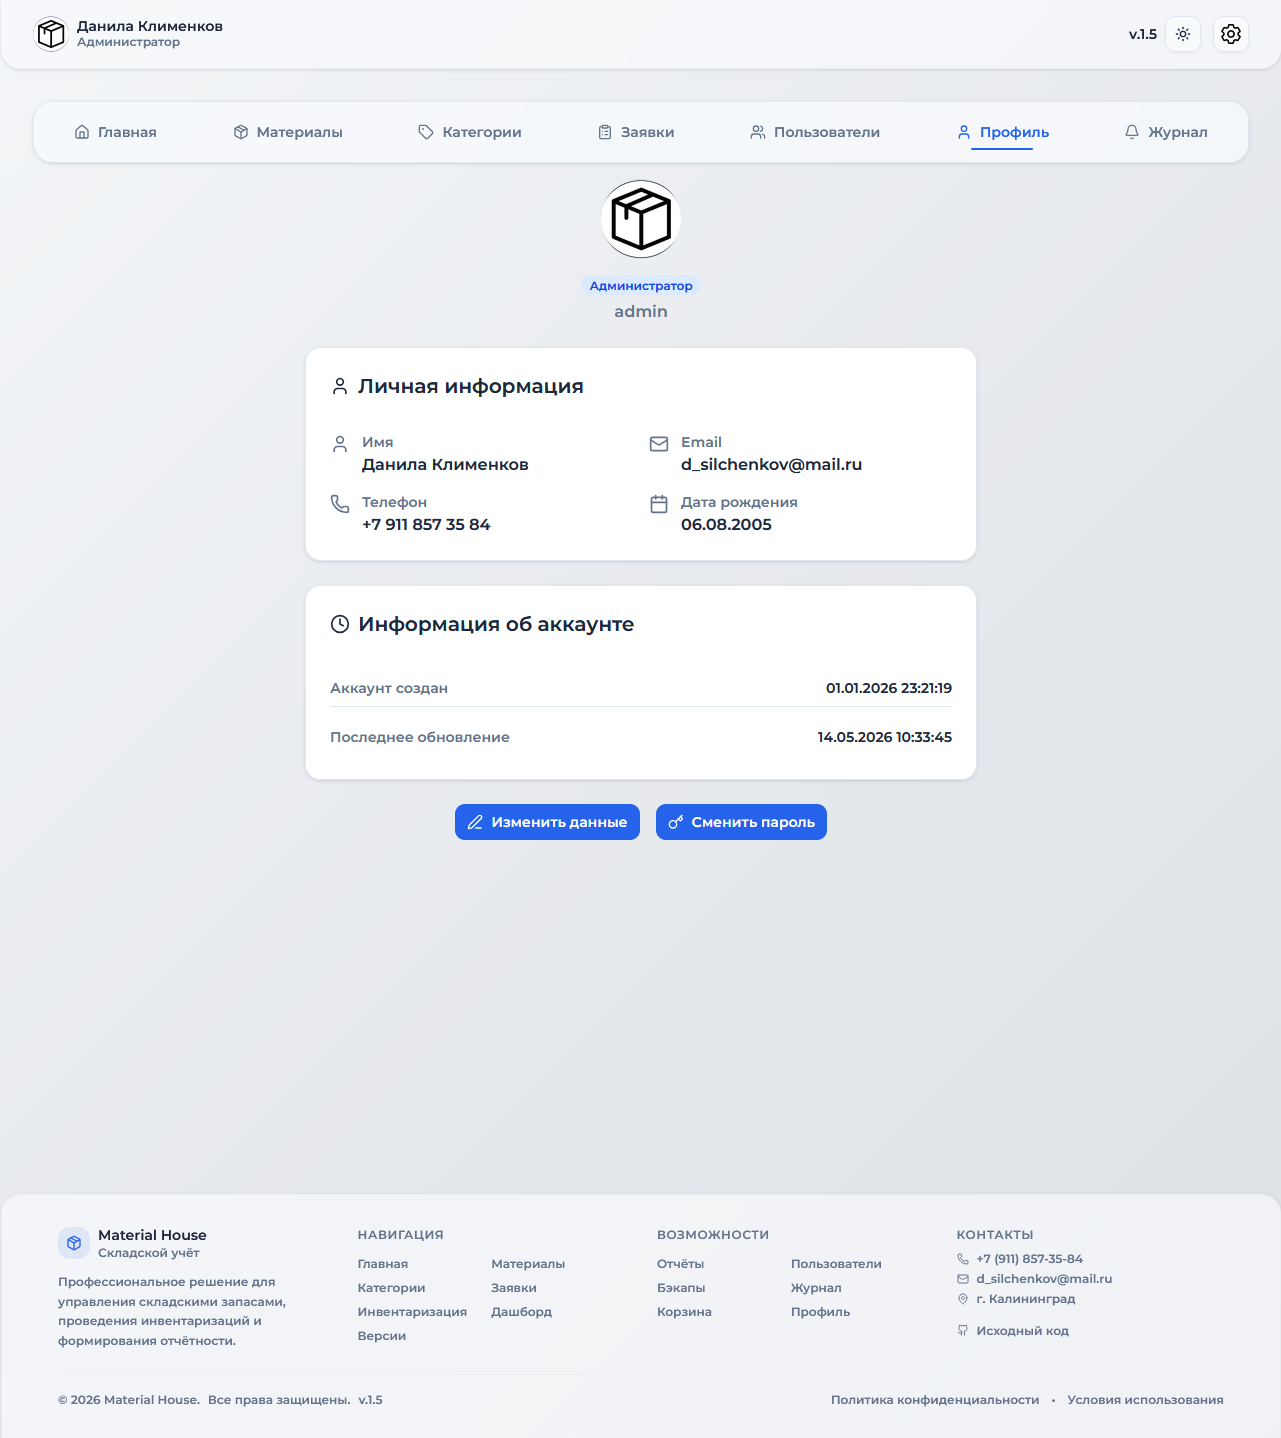 Данила Клименков
Администратор
v.1.5
Главная
Материалы
Категории
Заявки
Пользователи
Профиль
Журнал
Администратор
admin
Личная информация
Имя
Данила Клименков
Email
d_silchenkov@mail.ru
Телефон
+7 911 857 35 84
Дата рождения
06.08.2005
Информация об аккаунте
Аккаунт создан
01.01.2026 23:21:19
Последнее обновление
14.05.2026 10:33:45
Изменить данные
Сменить пароль
Material House
Складской учёт
Профессиональное решение для
управления складскими запасами,
проведения инвентаризаций и
формирования отчётности.
НАВИГАЦИЯ
Главная
Материалы
Категории
Заявки
Инвентаризация
Дашборд
Версии
ВОЗМОЖНОСТИ
Отчёты
Пользователи
Бэкапы
Журнал
Корзина
Профиль
КОНТАКТЫ
+7 (911) 857-35-84
d_silchenkov@mail.ru
г. Калининград
Исходный код
© 2026 Material House. Все права защищены. v.1.5
Политика конфиденциальности • Условия использования